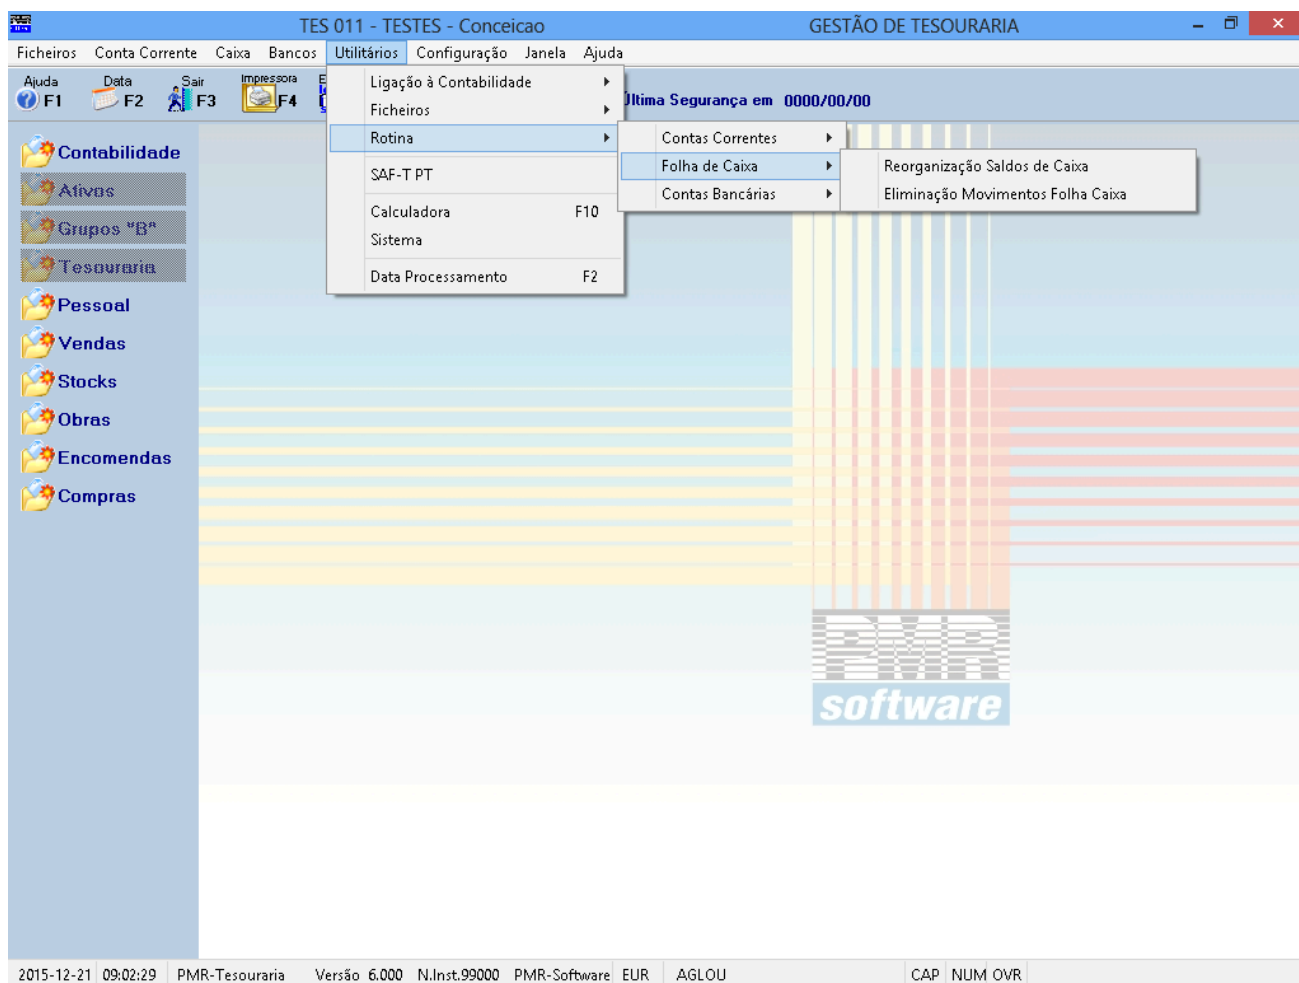 TES 011 - TESTES - Conceicao GESTÃO DE TESOURARIA
Ficheiros Conta Corrente Caixa Bancos Utilitários Configuração Janela Ajuda
Ajuda F1 Data F2 Sair F3 Impressora F4
Última Segurança em 0000/00/00
Ligação à Contabilidade
Ficheiros
Rotina
SAF-T PT
Calculadora F10
Sistema
Data Processamento F2
Contas Correntes
Folha de Caixa
Contas Bancárias
Reorganização Saldos de Caixa
Eliminação Movimentos Folha Caixa
Contabilidade
Ativos
Grupos "B"
Tesouraria
Pessoal
Vendas
Stocks
Obras
Encomendas
Compras
PMR
software
2015-12-21 09:02:29 PMR-Tesouraria Versão 6.000 N.Inst.99000 PMR-Software EUR AGLOU CAP NUM OVR